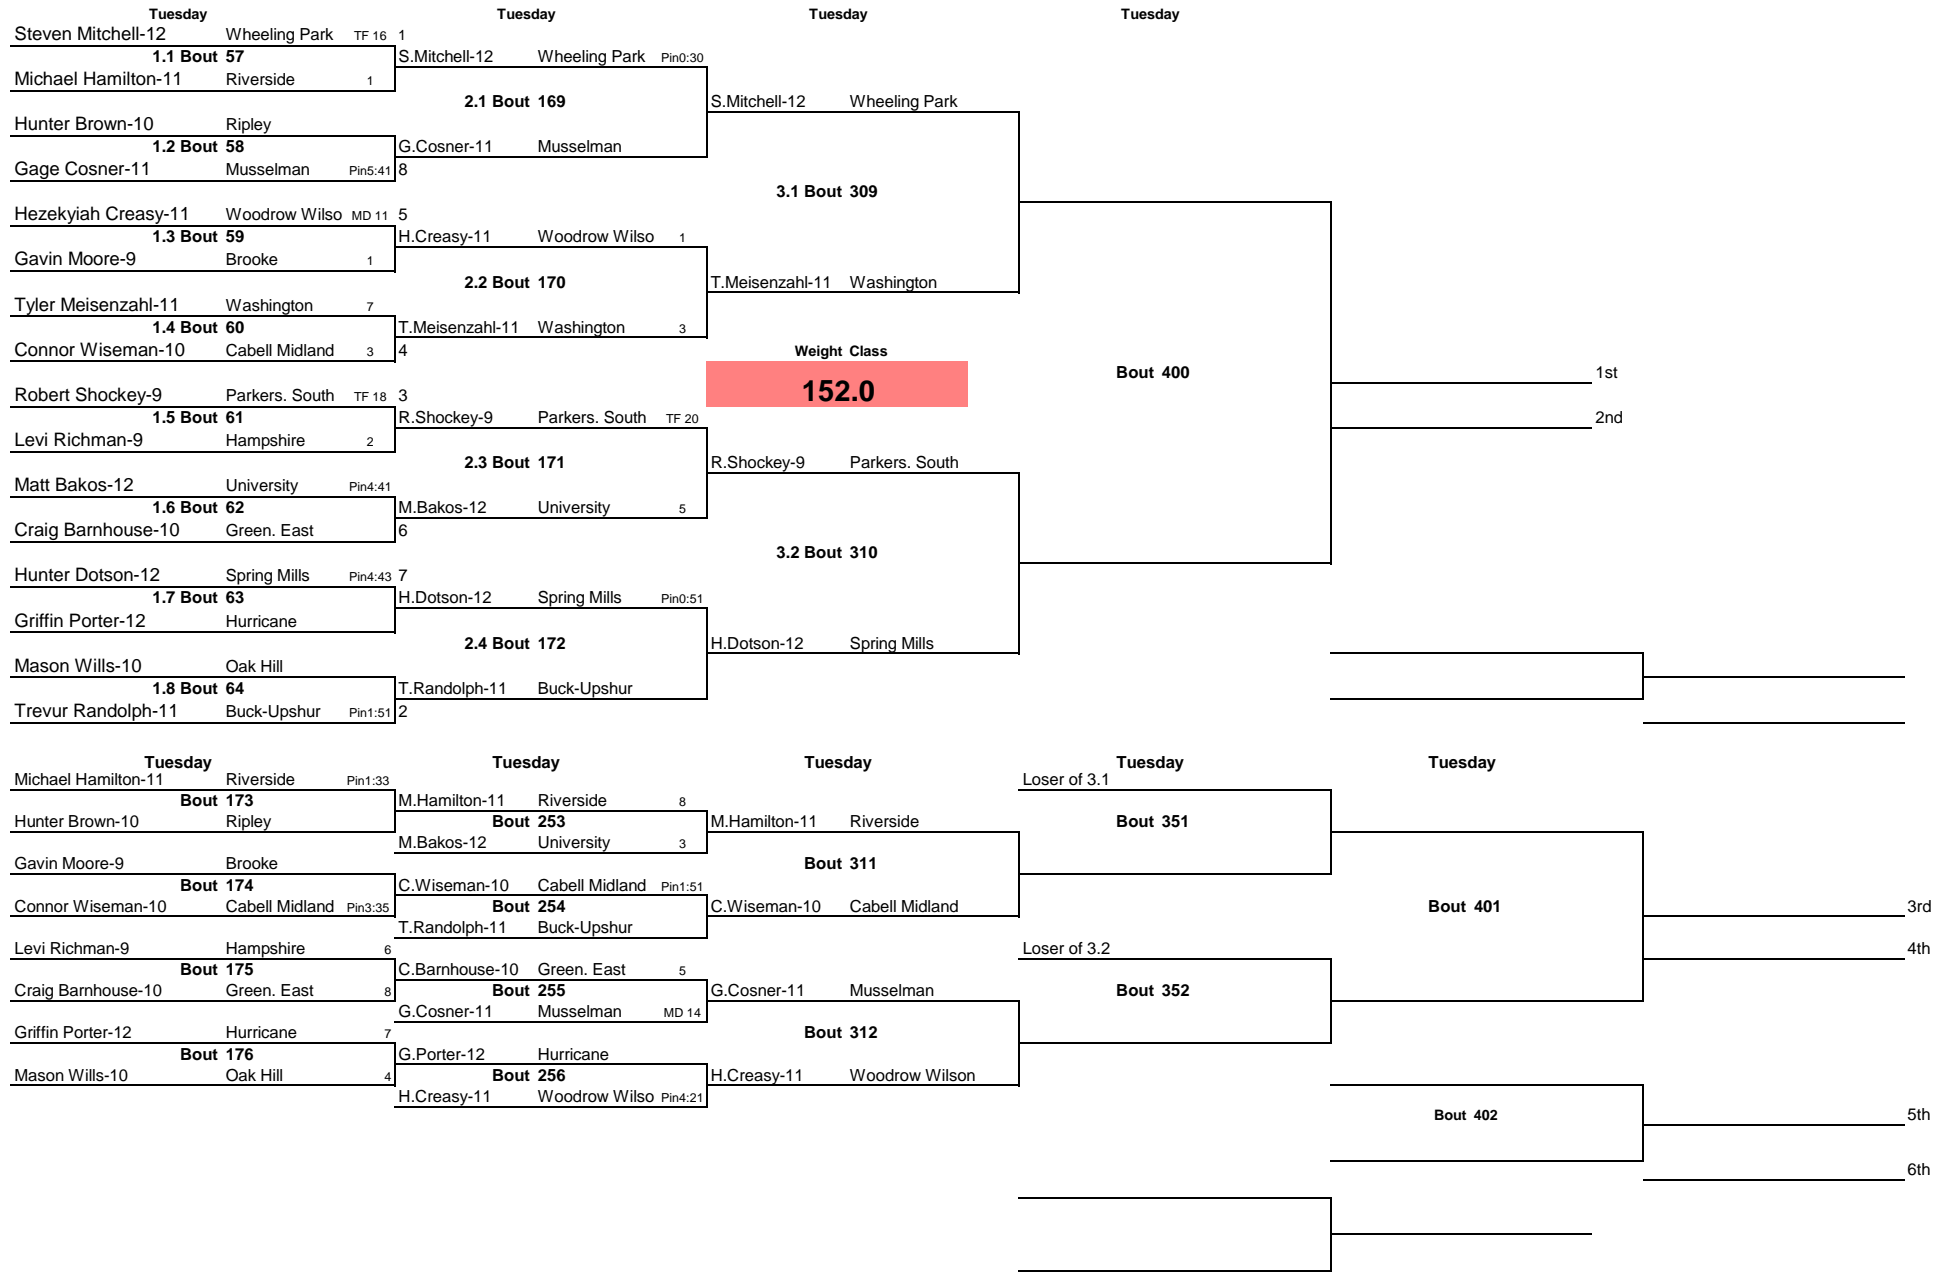 Tuesday Tuesday Tuesday Tuesday
Steven Mitchell-12 Wheeling Park TF 16 1
1.1 Bout 57 S.Mitchell-12 Wheeling Park Pin0:30
Michael Hamilton-11 Riverside 1
2.1 Bout 169 S.Mitchell-12 Wheeling Park
Hunter Brown-10 Ripley
1.2 Bout 58 G.Cosner-11 Musselman
Gage Cosner-11 Musselman Pin5:41 8
3.1 Bout 309
Hezekyiah Creasy-11 Woodrow Wilso MD 11 5
1.3 Bout 59 H.Creasy-11 Woodrow Wilso 1
Gavin Moore-9 Brooke 1
2.2 Bout 170 T.Meisenzahl-11 Washington
Tyler Meisenzahl-11 Washington 7
1.4 Bout 60 T.Meisenzahl-11 Washington 3
Connor Wiseman-10 Cabell Midland 3 4 Weight Class
Bout 400 1st
Robert Shockey-9 Parkers. South TF 18 3 152.0
1.5 Bout 61 R.Shockey-9 Parkers. South TF 20 2nd
Levi Richman-9 Hampshire 2
2.3 Bout 171 R.Shockey-9 Parkers. South
Matt Bakos-12 University Pin4:41
1.6 Bout 62 M.Bakos-12 University 5
Craig Barnhouse-10 Green. East 6
3.2 Bout 310
Hunter Dotson-12 Spring Mills Pin4:43 7
1.7 Bout 63 H.Dotson-12 Spring Mills Pin0:51
Griffin Porter-12 Hurricane
2.4 Bout 172 H.Dotson-12 Spring Mills
Mason Wills-10 Oak Hill
1.8 Bout 64 T.Randolph-11 Buck-Upshur
Trevur Randolph-11 Buck-Upshur Pin1:51 2
Tuesday Tuesday Tuesday Tuesday Tuesday
Michael Hamilton-11 Riverside Pin1:33 Loser of 3.1
Bout 173 M.Hamilton-11 Riverside 8
Hunter Brown-10 Ripley Bout 253 M.Hamilton-11 Riverside Bout 351
M.Bakos-12 University 3
Gavin Moore-9 Brooke Bout 311
Bout 174 C.Wiseman-10 Cabell Midland Pin1:51
Connor Wiseman-10 Cabell Midland Pin3:35 Bout 254 C.Wiseman-10 Cabell Midland Bout 401 3rd
T.Randolph-11 Buck-Upshur
Levi Richman-9 Hampshire 6 Loser of 3.2 4th
Bout 175 C.Barnhouse-10 Green. East 5
Craig Barnhouse-10 Green. East 8 Bout 255 G.Cosner-11 Musselman Bout 352
G.Cosner-11 Musselman MD 14
Griffin Porter-12 Hurricane 7 Bout 312
Bout 176 G.Porter-12 Hurricane
Mason Wills-10 Oak Hill 4 Bout 256 H.Creasy-11 Woodrow Wilson
H.Creasy-11 Woodrow Wilso Pin4:21
Bout 402 5th
6th